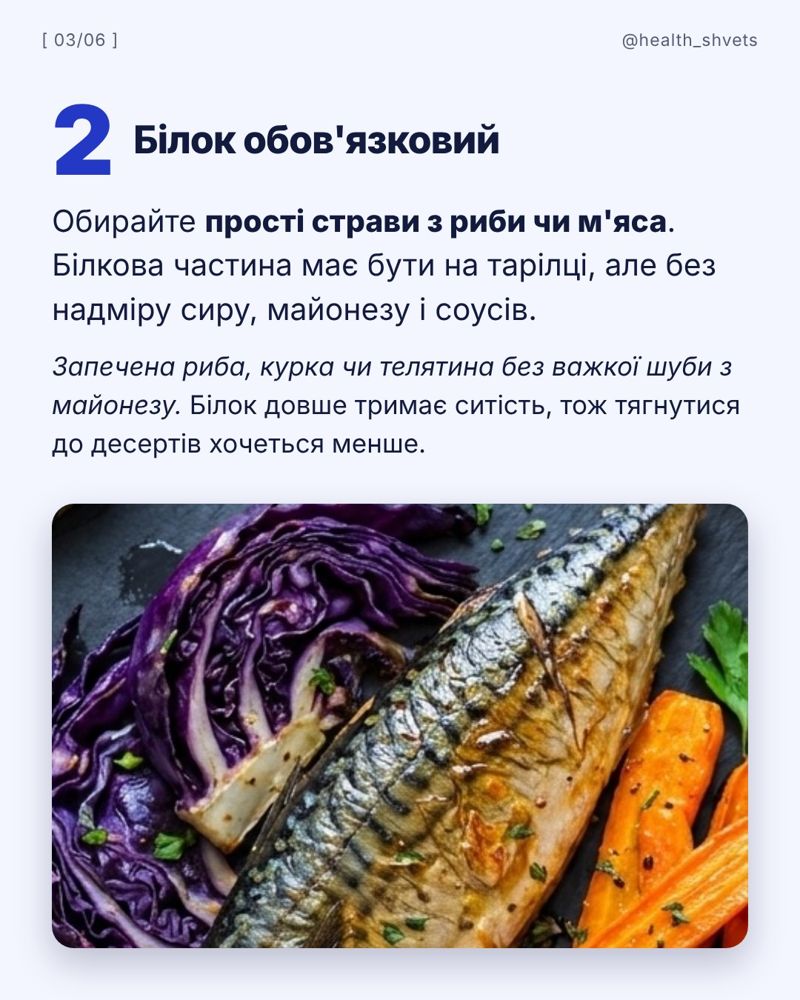 [ 03/06 ]
@health_shvets
2 Білок обов'язковий
Обирайте прості страви з риби чи м'яса.
Білкова частина має бути на тарілці, але без
надміру сиру, майонезу і соусів.
Запечена риба, курка чи телятина без важкої шуби з
майонезу. Білок довше тримає ситість, тож тягнутися
до десертів хочеться менше.